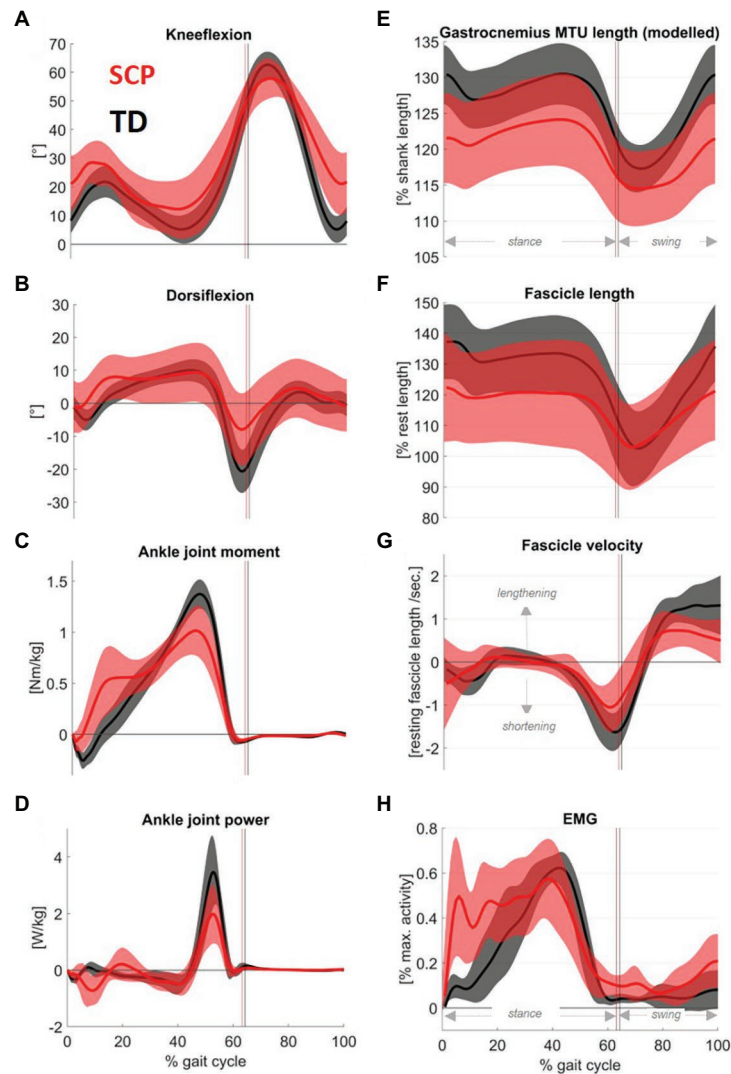 A
Kneeflexion
SCP
TD
70
60
50
40
30
20
10
0
[°]
B
Dorsiflexion
30
20
10
0
-10
-20
-30
[°]
C
Ankle joint moment
1.5
1
0.5
0
[Nm/kg]
D
Ankle joint power
4
2
0
-2
[W/kg]
0 20 40 60 80 100
% gait cycle
E
Gastrocnemius MTU length (modelled)
135
130
125
120
115
110
105
[% shank length]
stance swing
F
Fascicle length
150
140
130
120
110
100
90
80
[% rest length]
G
Fascicle velocity
2
1
0
-1
-2
[resting fascicle length /sec.]
lengthening
shortening
H
EMG
0.8
0.6
0.4
0.2
0
[% max. activity]
stance swing
0 20 40 60 80 100
% gait cycle